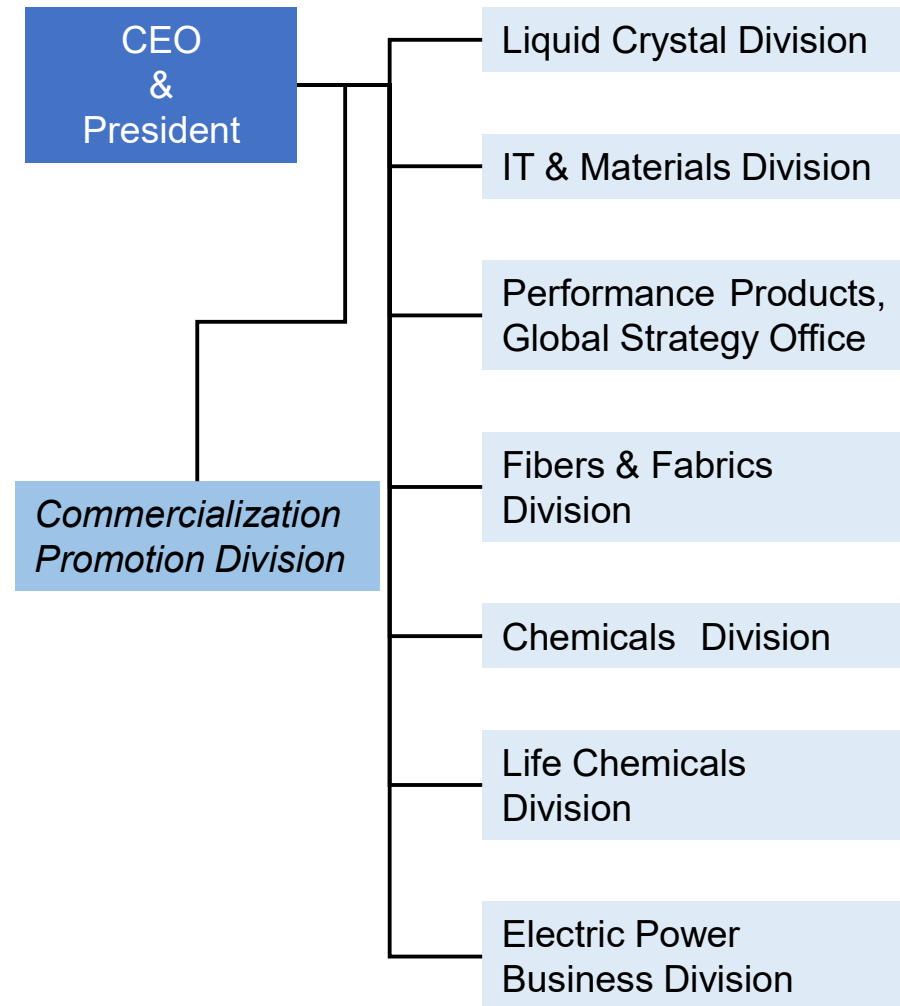 CEO
&
President
Liquid Crystal Division
IT & Materials Division
Performance Products,
Global Strategy Office
Fibers & Fabrics
Division
Commercialization
Promotion Division
Chemicals Division
Life Chemicals
Division
Electric Power
Business Division